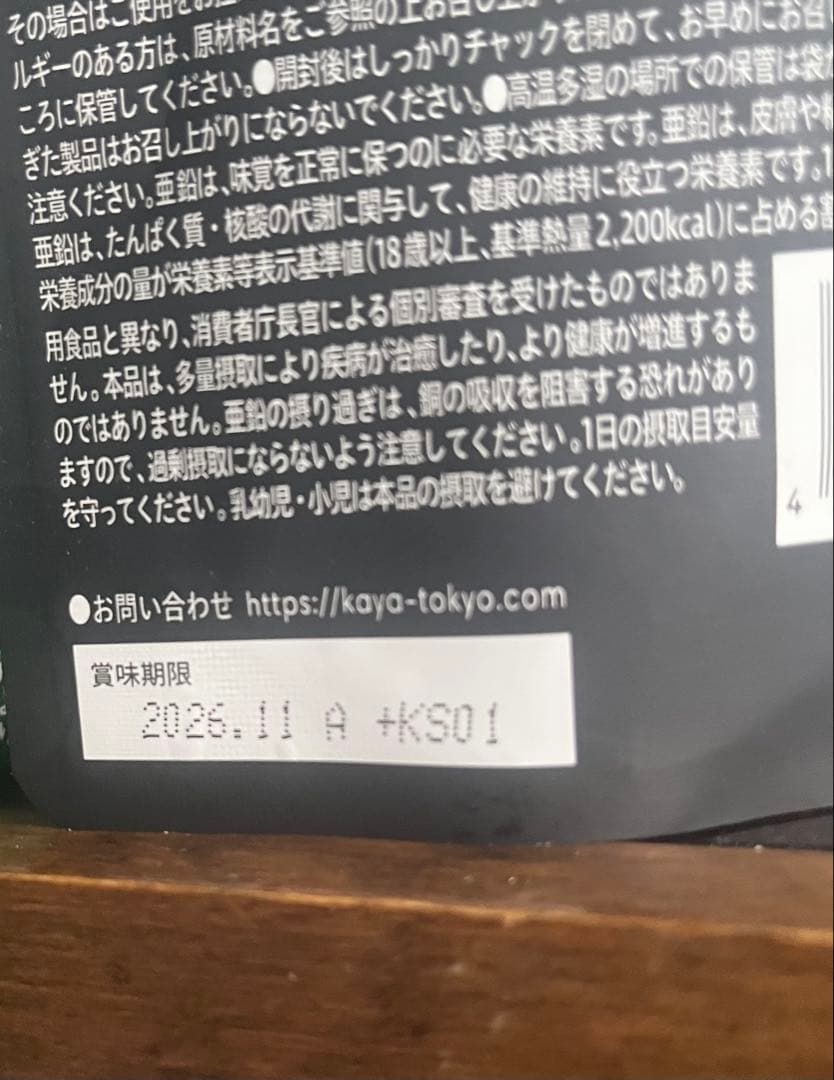 その場合はご使用をお
ルギーのある方は、原材料名をご参照の上お召し上が
ころに保管してください。●開封後はしっかりチャックを閉めて、お早めにお召
ぎた製品はお召し上がりにならないでください。●高温多湿の場所での保管は袋
注意ください。亜鉛は、味覚を正常に保つのに必要な栄養素です。亜鉛は、皮膚や
亜鉛は、たんぱく質・核酸の代謝に関与して、健康の維持に役立つ栄養素です。1
栄養成分の量が栄養素等表示基準値(18歳以上、基準熱量2,200kcal)に占める
用食品と異なり、消費者庁長官による個別審査を受けたものではありま
せん。本品は、多量摂取により疾病が治癒したり、より健康が増進するも
のではありません。亜鉛の摂り過ぎは、銅の吸収を阻害する恐れがあり
ますので、過剰摂取にならないよう注意してください。1日の摂取目安量
を守ってください。乳幼児・小児は本品の摂取を避けてください。
4
●お問い合わせ https://kaya-tokyo.com
賞味期限
2026.11 A +KS01